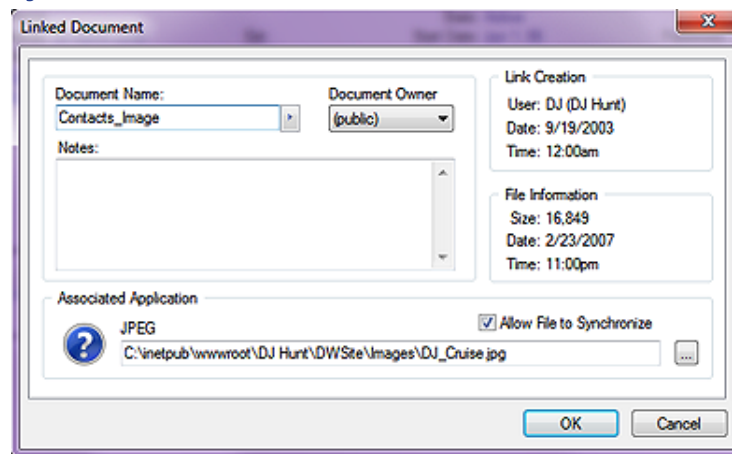 Linked Document
Document Name:
Document Owner
Contacts_Image
(public)
Notes:
Link Creation
User: DJ (DJ Hunt)
Date: 9/19/2003
Time: 12:00am
File Information
Size: 16,849
Date: 2/23/2007
Time: 11:00pm
Associated Application
JPEG
Allow File to Synchronize
C:\inetpub\wwwroot\DJ Hunt\DWSite\Images\DJ_Cruise.jpg
...
OK
Cancel